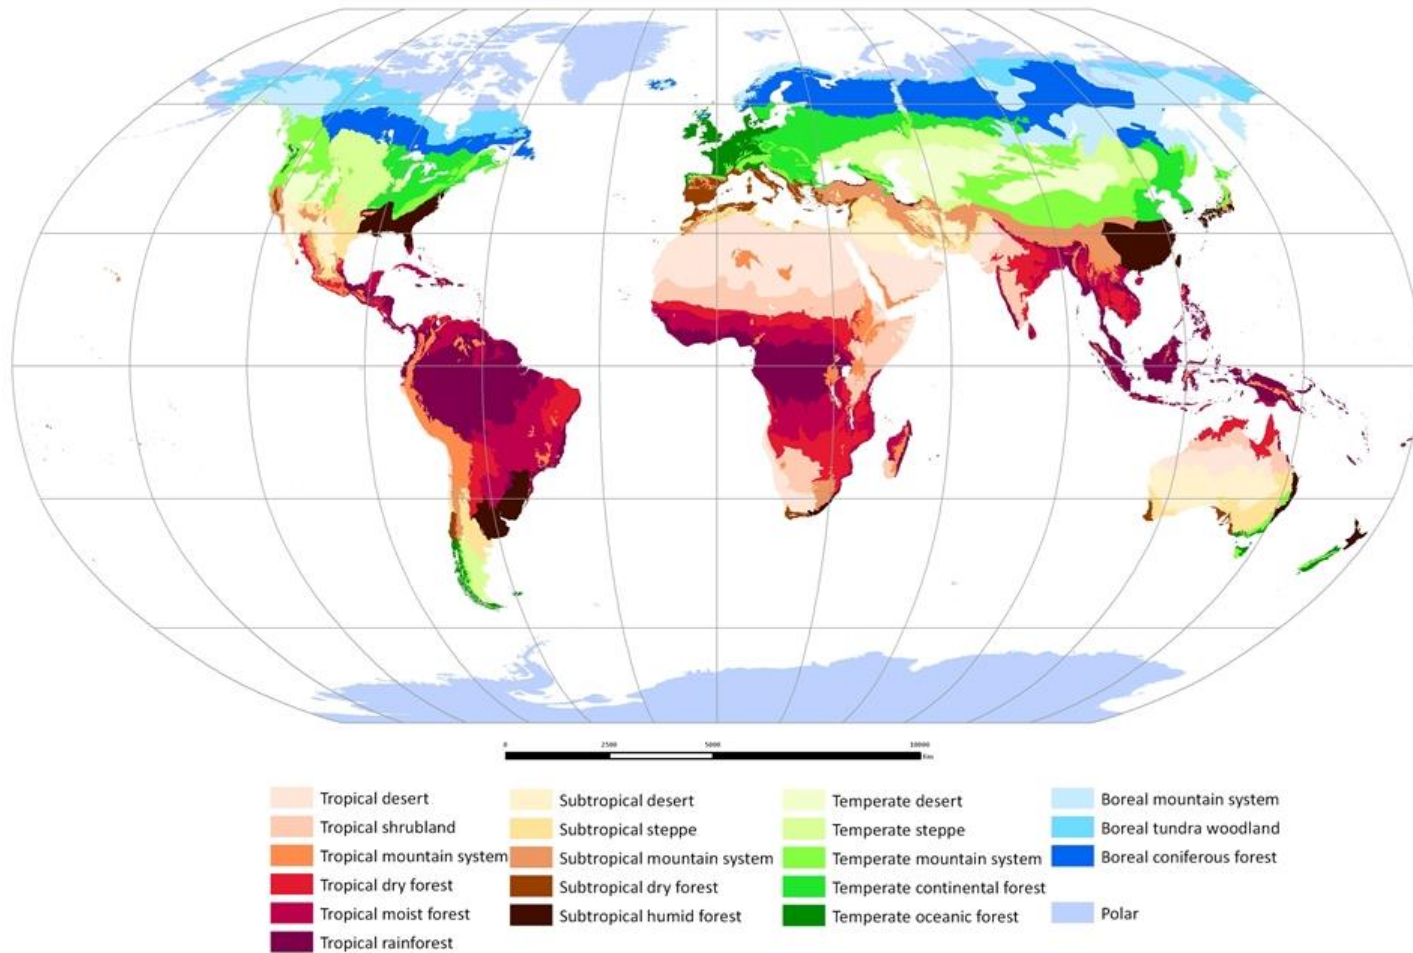 0 2500 5000 10000
Kms
Tropical desert
Tropical shrubland
Tropical mountain system
Tropical dry forest
Tropical moist forest
Tropical rainforest
Subtropical desert
Subtropical steppe
Subtropical mountain system
Subtropical dry forest
Subtropical humid forest
Temperate desert
Temperate steppe
Temperate mountain system
Temperate continental forest
Temperate oceanic forest
Boreal mountain system
Boreal tundra woodland
Boreal coniferous forest
Polar